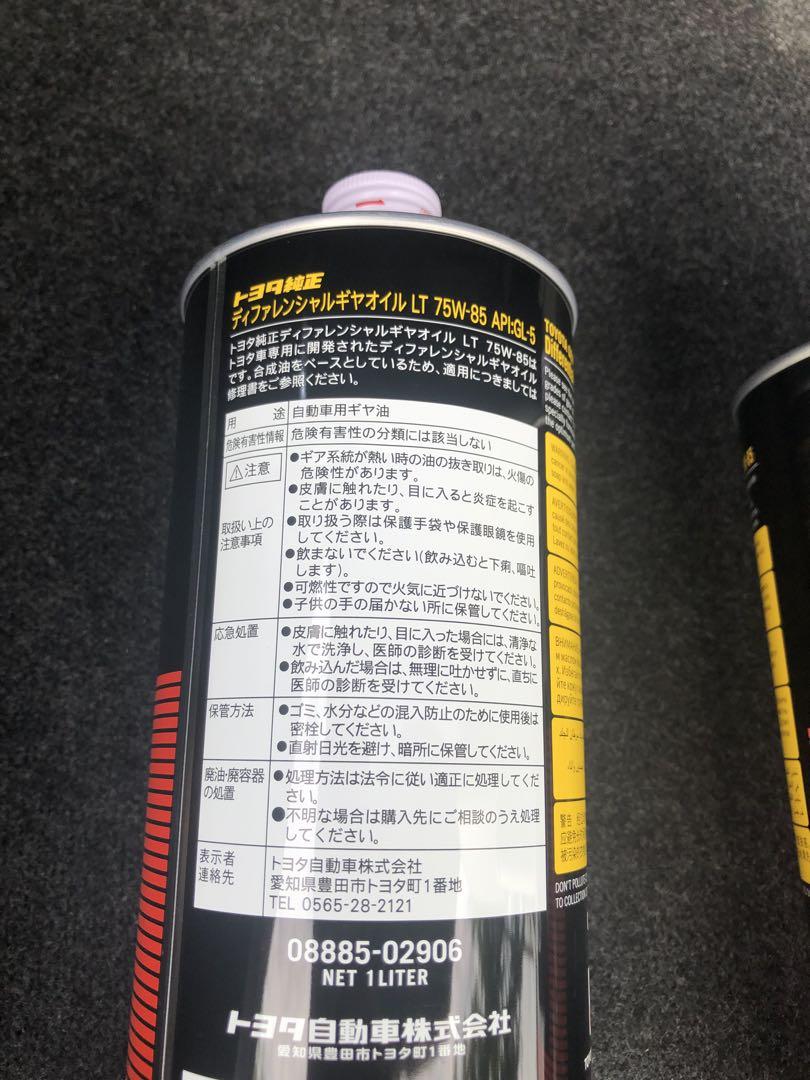 トヨタ純正
ディファレンシャルギヤオイル LT 75W-85 API:GL-5
トヨタ純正ディファレンシャルギヤオイル LT 75W-85は
トヨタ車専用に開発されたディファレンシャルギヤオイル
です。合成油をベースとしているため、適用につきましては
修理書をご参照ください。
用途 自動車用ギヤ油
危険有害性情報 危険有害性の分類には該当しない
注意
取扱い上の
注意事項
●ギア系統が熱い時の油の抜き取りは、火傷の
危険性があります。
●皮膚に触れたり、目に入ると炎症を起こす
ことがあります。
●取り扱う際は保護手袋や保護眼鏡を使用
してください。
●飲まないでください(飲み込むと下痢、嘔吐
します)。
●可燃性ですので火気に近づけないでください。
●子供の手の届かない所に保管してください。
応急処置
●皮膚に触れたり、目に入った場合には、清浄な
水で洗浄し、医師の診断を受けてください。
●飲み込んだ場合は、無理に吐かせずに、直ちに
医師の診断を受けてください。
保管方法
●ゴミ、水分などの混入防止のために使用後は
密栓してください。
●直射日光を避け、暗所に保管してください。
廃油・廃容器
の処置
●処理方法は法令に従い適正に処理してくだ
さい。
●不明な場合は購入先にご相談のうえ処理
してください。
表示者
連絡先
トヨタ自動車株式会社
愛知県豊田市トヨタ町1番地
TEL 0565-28-2121
08885-02906
NET 1 LITER
トヨタ自動車株式会社
愛知県豊田市トヨタ町1番地
TOYOTA
Please
grades of
please
the
WARNING
ВНИМАНИ
警告
DON'T POLLUTE
TO COLLECTION